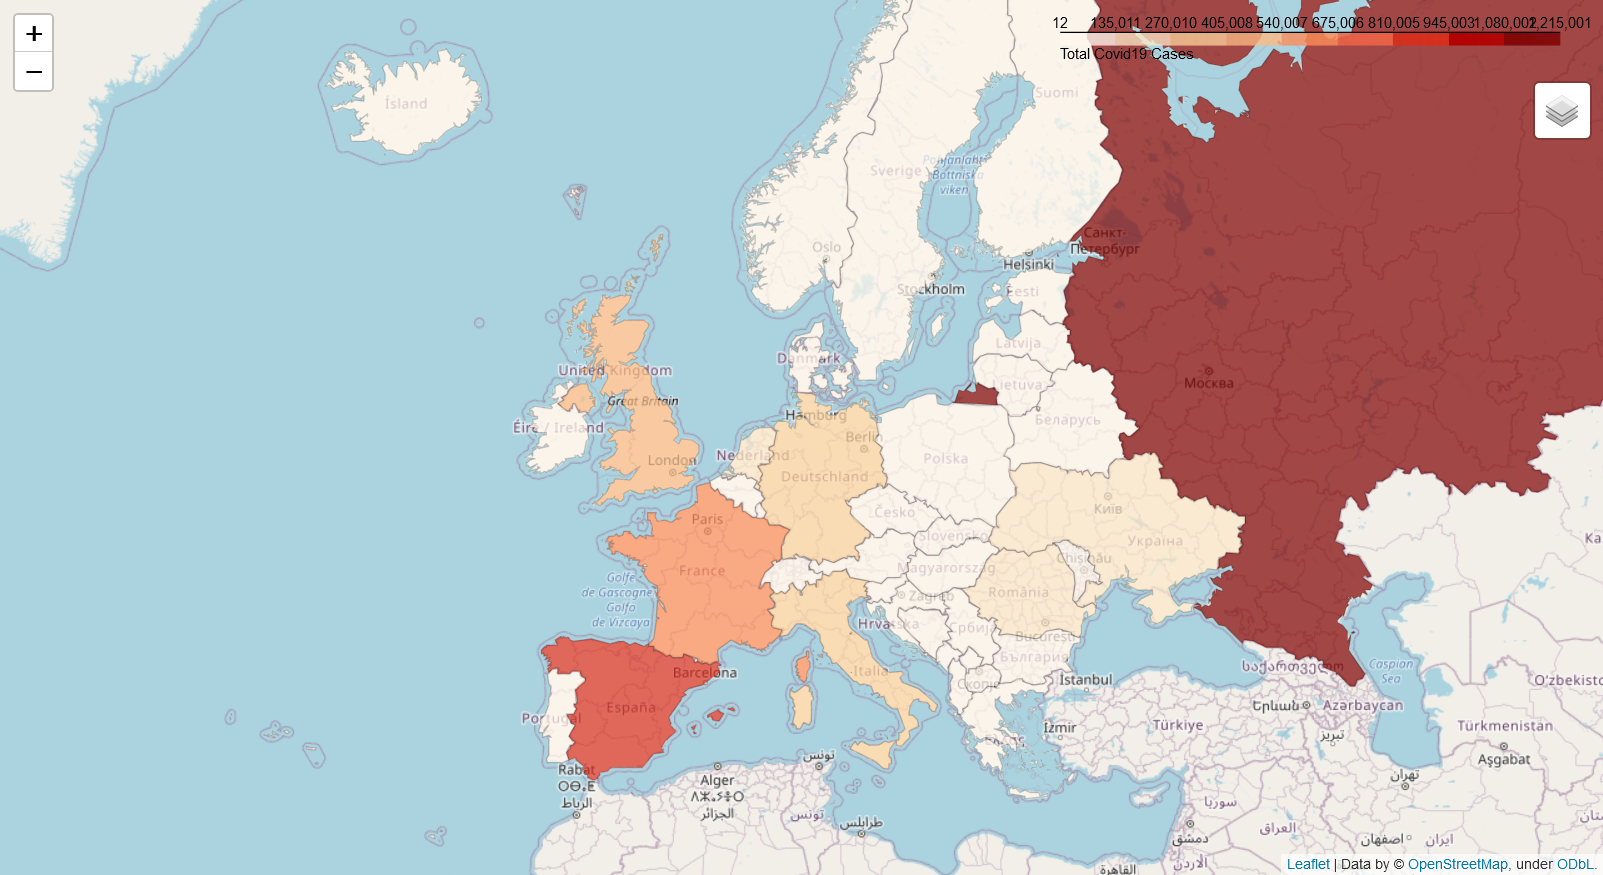 +
−
12
135,011
270,010
405,008
540,007
675,006
810,005
945,003
1,080,002
1,215,001
Total Covid19 Cases
Ísland
Suomi
Sverige
Pohjanlahti
Bottniska
viken
Oslo
Санкт-
Петербург
Helsinki
Stockholm
Eesti
Latvija
Danmark
United Kingdom
Москва
Lietuva
Great Britain
Hamburg
Беларусь
Éire / Ireland
Berlin
Nederland
London
Polska
Deutschland
Київ
Paris
Česko
Slovensko
Україна
Ка
Chișinău
France
Magyarország
Golfe
de Gascogne
Golfo
de Vizcaya
România
Zagreb
Hrvatska
Србија
București
България
Barcelona
Italia
საქართველო
Caspian
Sea
Скопје
İstanbul
Oʻzbekisto
España
Portugal
Երևան
Azərbaycan
İzmir
Türkiye
Türkmenistan
تبریز
تونس
Aşgabat
Rabat
ⵔⴱⴰⵟ
الرباط
Alger
الجزائر
تهران
سوريا
تونس
طرابلس
العراق
دمشق
اصفهان
ایران
الأردن
القاهرة
Leaflet | Data by © OpenStreetMap, under ODbL.